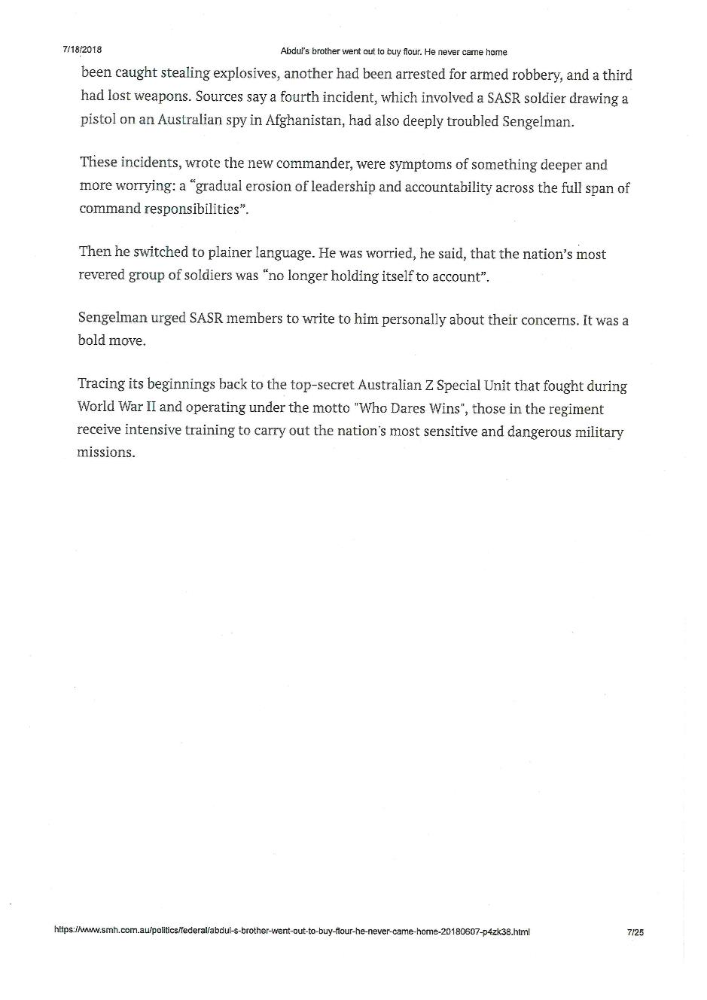 7/18/2018 Abdul's brother went out to buy flour. He never came home
been caught stealing explosives, another had been arrested for armed robbery, and a third
had lost weapons. Sources say a fourth incident, which involved a SASR soldier drawing a
pistol on an Australian spy in Afghanistan, had also deeply troubled Sengelman.
These incidents, wrote the new commander, were symptoms of something deeper and
more worrying: a “gradual erosion of leadership and accountability across the full span of
command responsibilities”.
Then he switched to plainer language. He was worried, he said, that the nation’s most
revered group of soldiers was “no longer holding itself to account”.
Sengelman urged SASR members to write to him personally about their concerns. It was a
bold move.
Tracing its beginnings back to the top-secret Australian Z Special Unit that fought during
World War II and operating under the motto "Who Dares Wins", those in the regiment
receive intensive training to carry out the nation's most sensitive and dangerous military
missions.
https://www.smh.com.au/politics/federal/abdul-s-brother-went-out-to-buy-flour-he-never-came-home-20180607-p4zk38.html 7/25